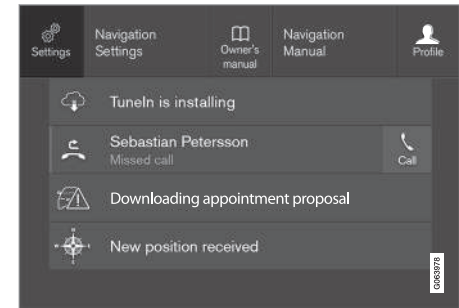 Settings
Navigation
Settings
Owner's
manual
Navigation
Manual
Profile
TuneIn is installing
Sebastian Petersson
Missed call
Call
Downloading appointment proposal
New position received
G063978